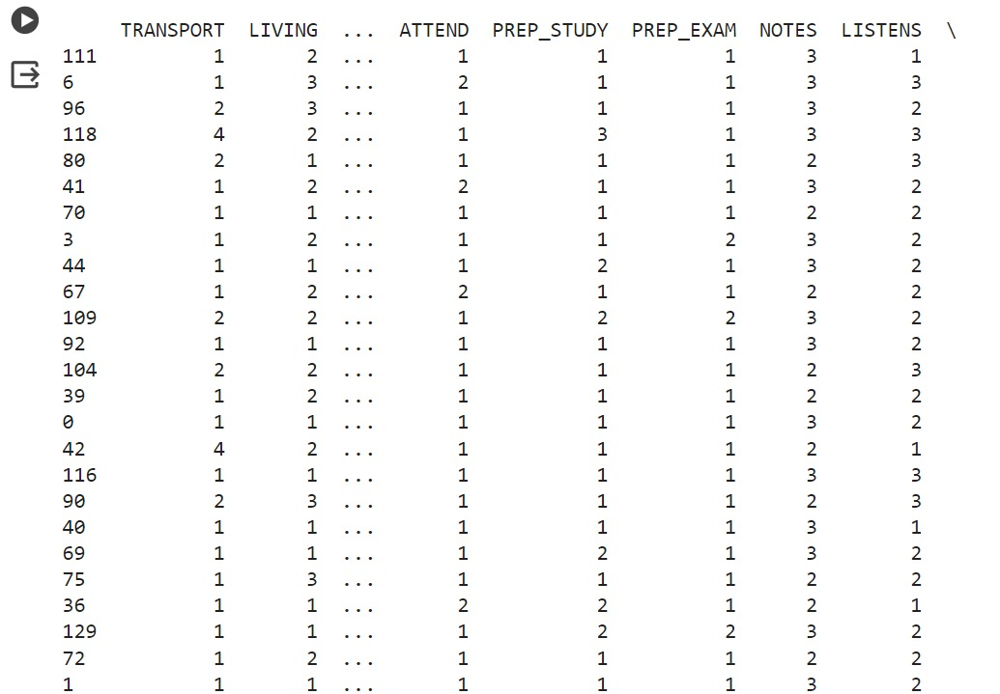 TRANSPORT LIVING ... ATTEND PREP_STUDY PREP_EXAM NOTES LISTENS \
111 1 2 ... 1 1 1 3 1
6 1 3 ... 2 1 1 3 3
96 2 3 ... 1 1 1 3 2
118 4 2 ... 1 3 1 3 3
80 2 1 ... 1 1 1 2 3
41 1 2 ... 2 1 1 3 2
70 1 1 ... 1 1 1 2 2
3 1 2 ... 1 1 2 3 2
44 1 1 ... 1 2 1 3 2
67 1 2 ... 2 1 1 2 2
109 2 2 ... 1 2 2 3 2
92 1 1 ... 1 1 1 3 2
104 2 2 ... 1 1 1 2 3
39 1 2 ... 1 1 1 2 2
0 1 1 ... 1 1 1 3 2
42 4 2 ... 1 1 1 2 1
116 1 1 ... 1 1 1 3 3
90 2 3 ... 1 1 1 2 3
40 1 1 ... 1 1 1 3 1
69 1 1 ... 1 2 1 3 2
75 1 3 ... 1 1 1 2 2
36 1 1 ... 2 2 1 2 1
129 1 1 ... 1 2 2 3 2
72 1 2 ... 1 1 1 2 2
1 1 1 ... 1 1 1 3 2